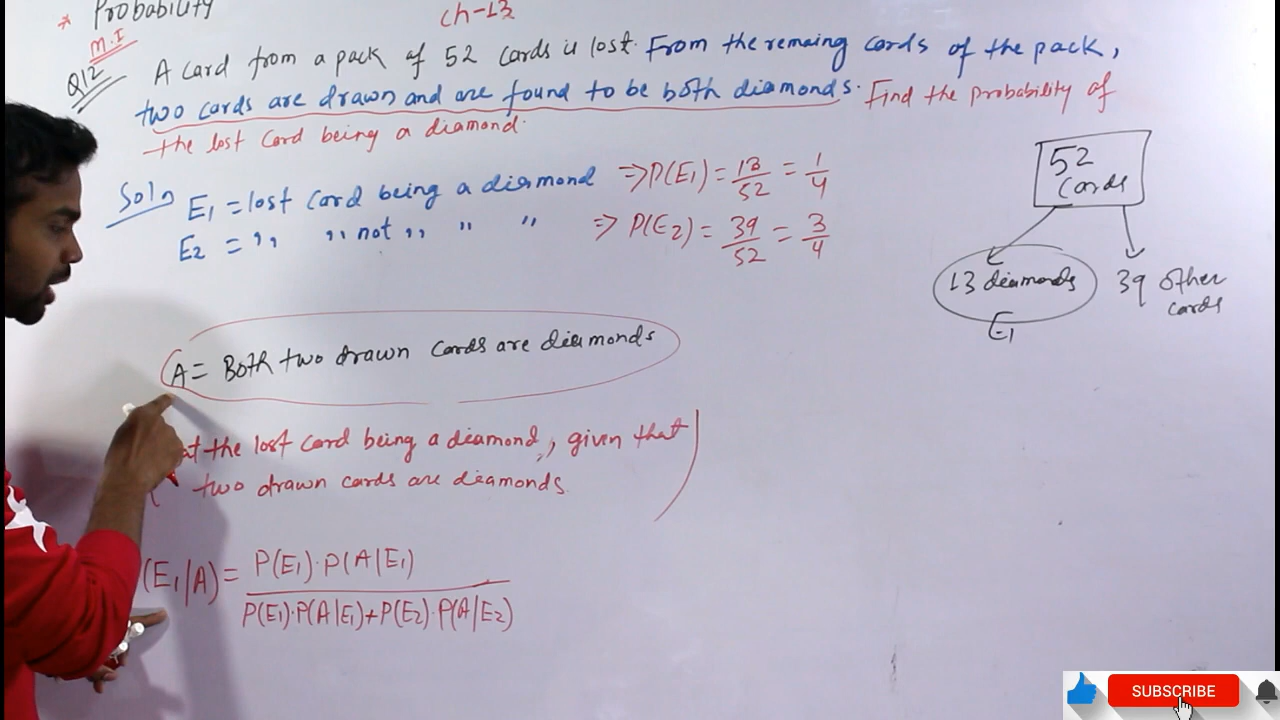 * Probability
ch-13
M.I
Q12
A card from a pack of 52 cards is lost. From the remaing cards of the pack,
two cards are drawn and are found to be both diamonds. Find the probability of
the lost card being a diamond.
Soln E1 = lost card being a diamond ⇒ P(E1) = 13/52 = 1/4
E2 = ,, ,, not ,, ,, ,, ⇒ P(E2) = 39/52 = 3/4
52 Cards
13 diamonds
39 other cards
E1
A = Both two drawn cards are diamonds
at the lost card being a diamond, given that
two drawn cards are diamonds.
(E1|A) = P(E1)·P(A|E1) / P(E1)·P(A|E1)+P(E2)·P(A|E2)
SUBSCRIBE